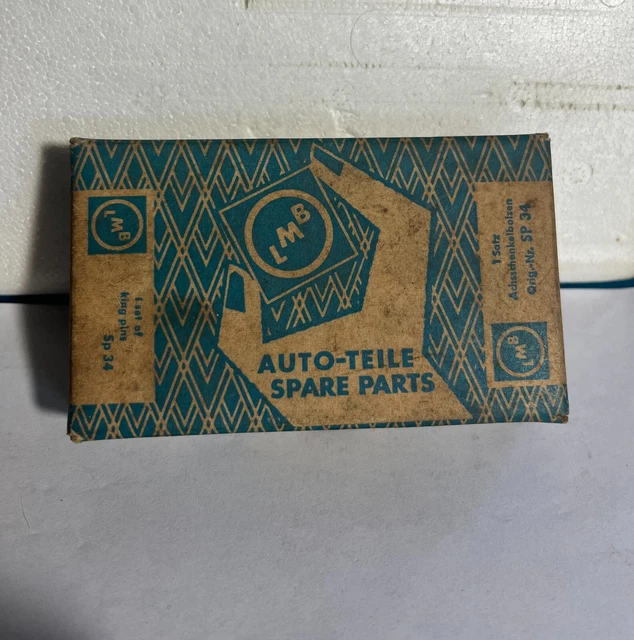 LMB
1 set of
king pins
Sp 34
LMB
AUTO-TEILE
SPARE PARTS
1 Satz
Achsschenkelbolzen
Orig.-Nr. SP 34
LMB